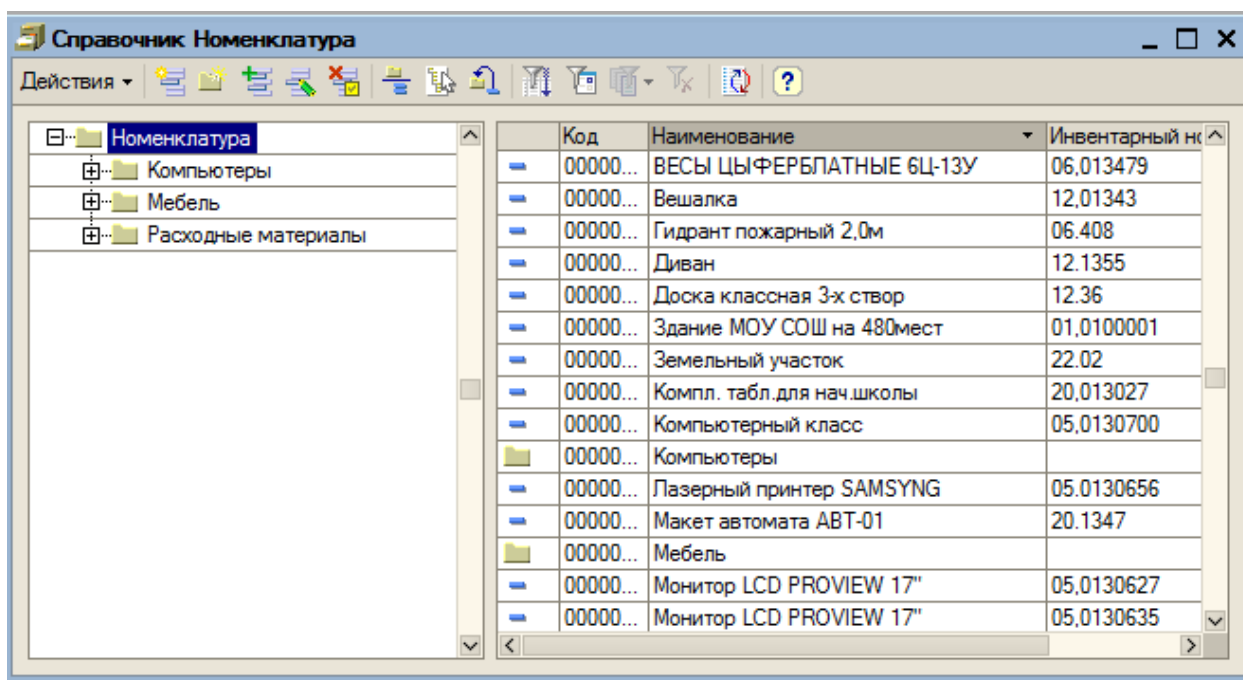 Справочник Номенклатура
Действия
Номенклатура
Компьютеры
Мебель
Расходные материалы
Код Наименование Инвентарный но
00000... ВЕСЫ ЦЫФЕРБЛАТНЫЕ 6Ц-13У 06,013479
00000... Вешалка 12,01343
00000... Гидрант пожарный 2,0м 06.408
00000... Диван 12.1355
00000... Доска классная 3-х створ 12.36
00000... Здание МОУ СОШ на 480мест 01,0100001
00000... Земельный участок 22.02
00000... Компл. табл.для нач.школы 20,013027
00000... Компьютерный класс 05,0130700
00000... Компьютеры
00000... Лазерный принтер SAMSYNG 05.0130656
00000... Макет автомата АВТ-01 20.1347
00000... Мебель
00000... Монитор LCD PROVIEW 17" 05,0130627
00000... Монитор LCD PROVIEW 17" 05,0130635